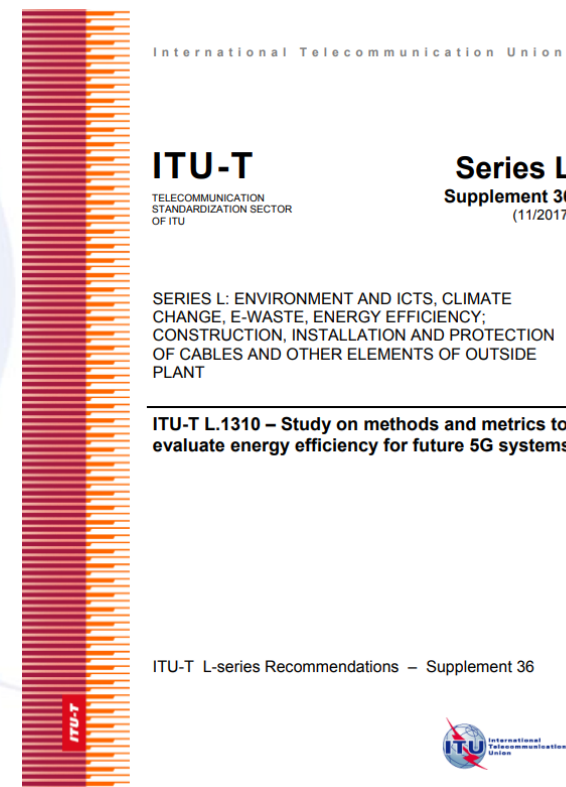 International Telecommunication Union
ITU-T
TELECOMMUNICATION
STANDARDIZATION SECTOR
OF ITU
Series L
Supplement 36
(11/2017
SERIES L: ENVIRONMENT AND ICTS, CLIMATE
CHANGE, E-WASTE, ENERGY EFFICIENCY;
CONSTRUCTION, INSTALLATION AND PROTECTION
OF CABLES AND OTHER ELEMENTS OF OUTSIDE
PLANT
ITU-T L.1310 – Study on methods and metrics to
evaluate energy efficiency for future 5G systems
ITU-T L-series Recommendations – Supplement 36
ITU-T
ITU
International
Telecommunication
Union